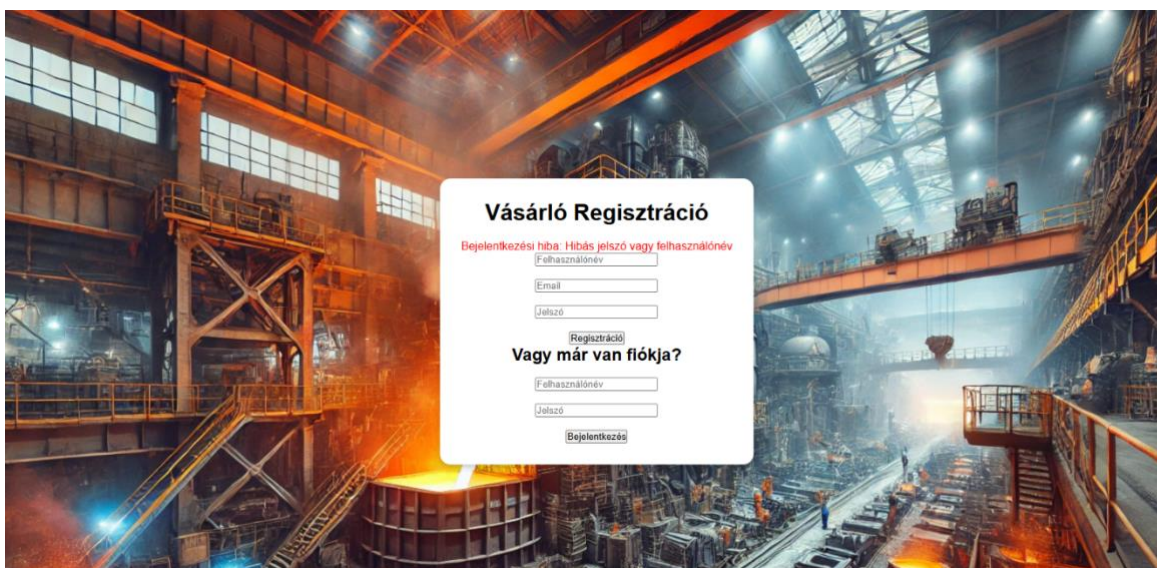 Vásárló Regisztráció
Bejelentkezési hiba: Hibás jelszó vagy felhasználónév
Felhasználónév
Email
Jelszó
Regisztráció
Vagy már van fiókja?
Felhasználónév
Jelszó
Bejelentkezés